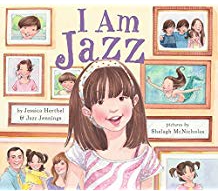 I Am
Jazz
by Jessica Herthel
& Jazz Jennings
pictures by
Shelagh McNicholas